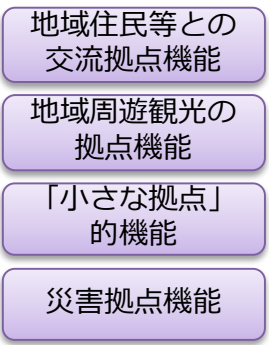 地域住民等との
交流拠点機能
地域周遊観光の
拠点機能
「小さな拠点」
的機能
災害拠点機能